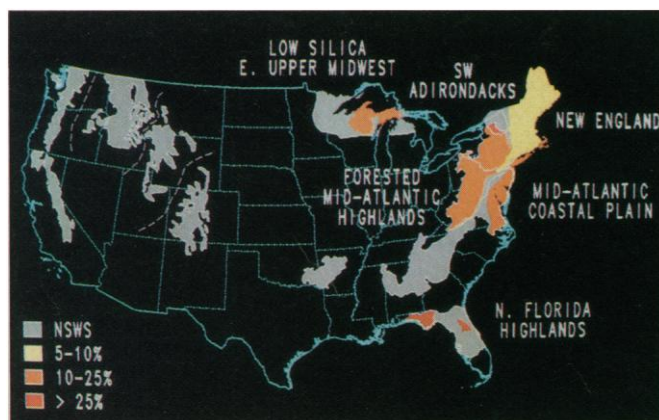 LOW SILICA
E. UPPER MIDWEST
SW
ADIRONDACKS
NEW ENGLAND
FORESTED
MID-ATLANTIC
HIGHLANDS
MID-ATLANTIC
COASTAL PLAIN
N. FLORIDA
HIGHLANDS
NSWS
5-10%
10-25%
> 25%